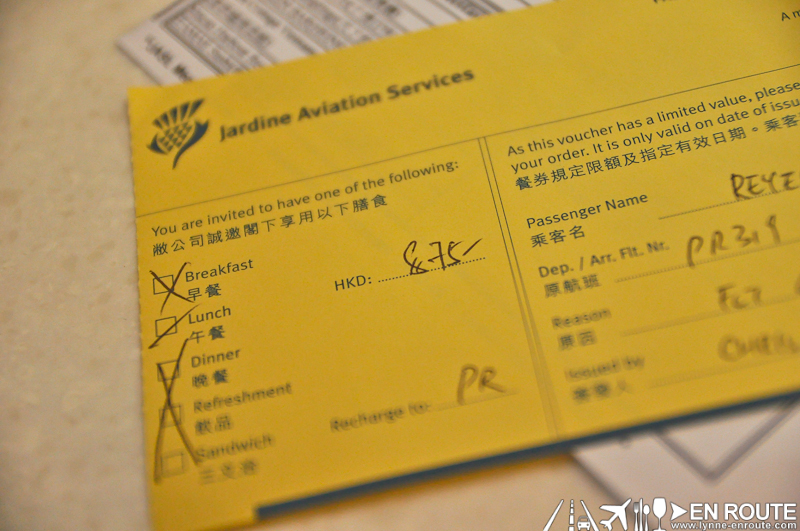 Jardine Aviation Services
You are invited to have one of the following:
敝公司誠邀閣下享用以下膳食
Breakfast
早餐
HKD: 875-
Lunch
午餐
Dinner
晚餐
Refreshment
飲品
Recharge to: PR
Sandwich
三文治
As this voucher has a limited value, please
your order. It is only valid on date of issu
餐券規定限額及指定有效日期。乘客
Passenger Name REYE
乘客名
Dep. / Arr. Flt. Nr. PR319
原航班
Reason
原因
Issued by
EN ROUTE
www.lynne-enroute.com